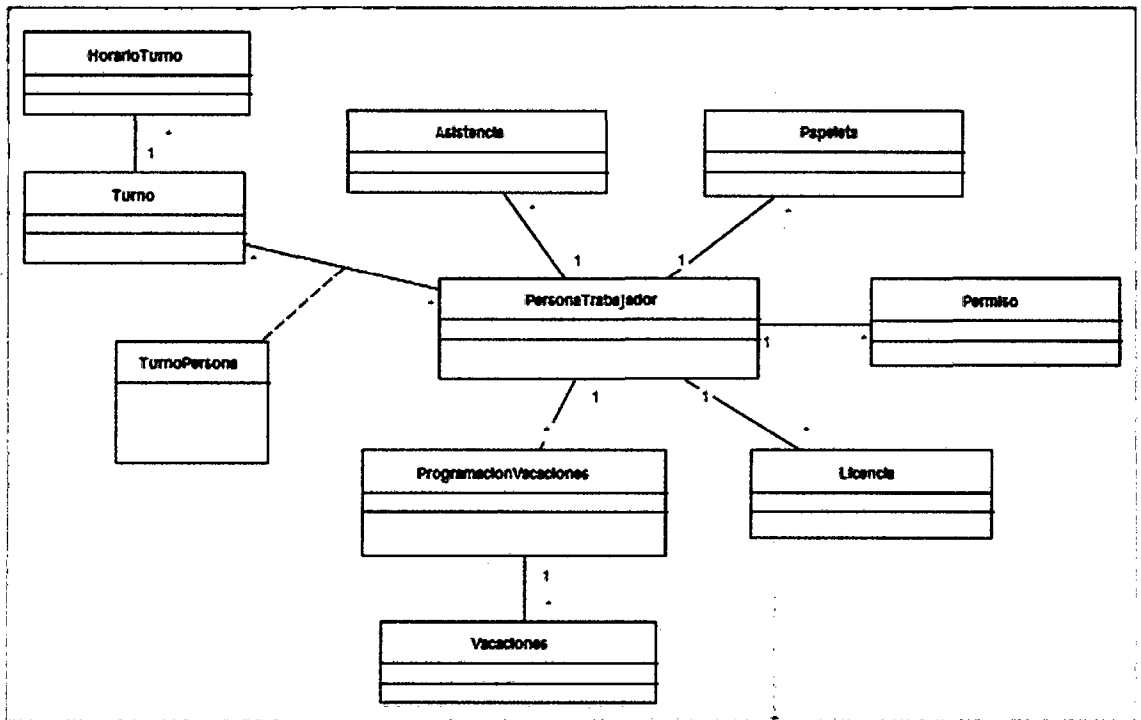 HorarioTurno
*
1
Turno
Asistencia
*
1
Papeleta
*
1
*
*
PersonaTrabajador
1
*
Permiso
TurnoPersona
1
*
1
*
ProgramacionVacaciones
Licencia
1
*
Vacaciones